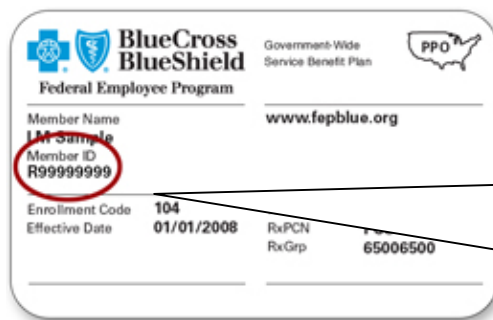 BlueCross
BlueShield
Federal Employee Program
Government-Wide
Service Benefit Plan
PPO
Member Name
I M Sample
Member ID
R99999999
www.fepblue.org
Enrollment Code 104
Effective Date 01/01/2008
RxPCN
RxGrp 65006500